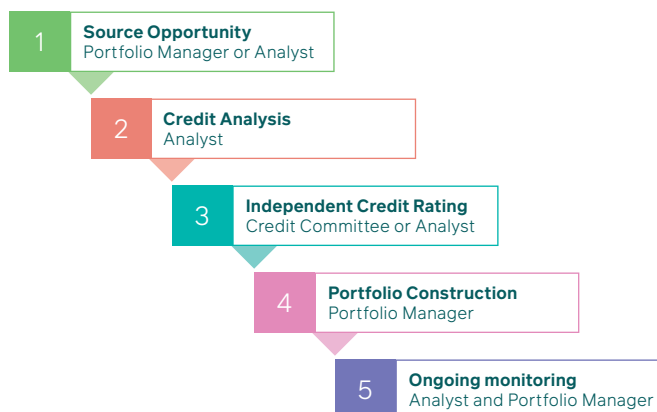 1
Source Opportunity
Portfolio Manager or Analyst
2
Credit Analysis
Analyst
3
Independent Credit Rating
Credit Committee or Analyst
4
Portfolio Construction
Portfolio Manager
5
Ongoing monitoring
Analyst and Portfolio Manager